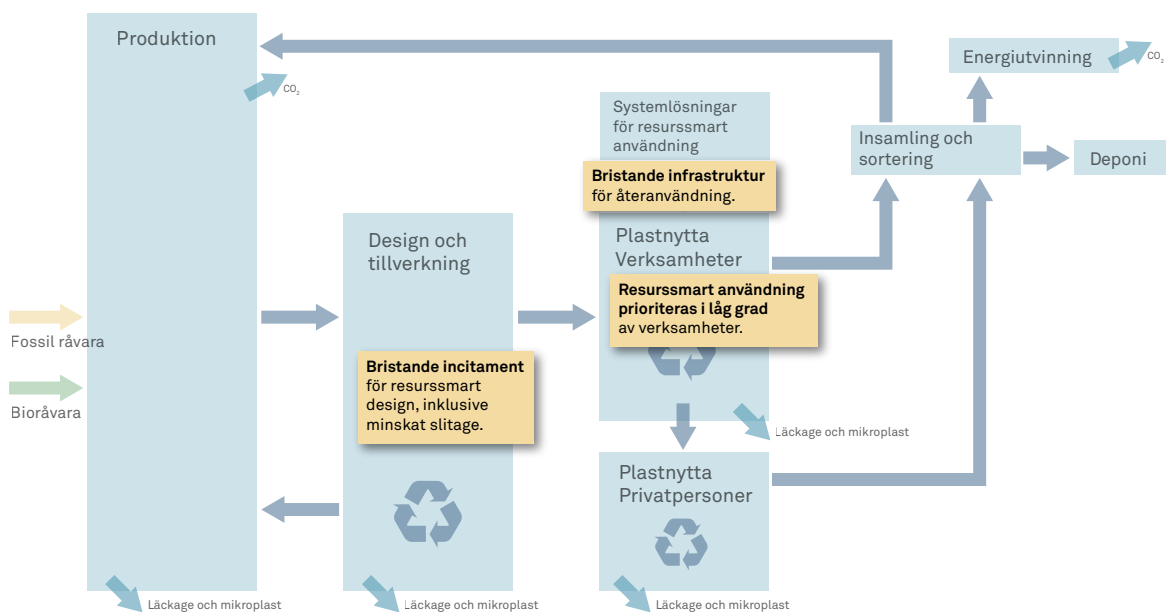 Produktion
CO₂
Fossil råvara
Bioråvara
Läckage och mikroplast
Design och
tillverkning
Bristande incitament
för resurssmart
design, inklusive
minskat slitage.
Läckage och mikroplast
Systemlösningar
för resurssmart
användning
Bristande infrastruktur
för återanvändning.
Plastnytta
Verksamheter
Resurssmart användning
prioriteras i låg grad
av verksamheter.
Läckage och mikroplast
Plastnytta
Privatpersoner
Läckage och mikroplast
Insamling och
sortering
Energiutvinning
CO₂
Deponi